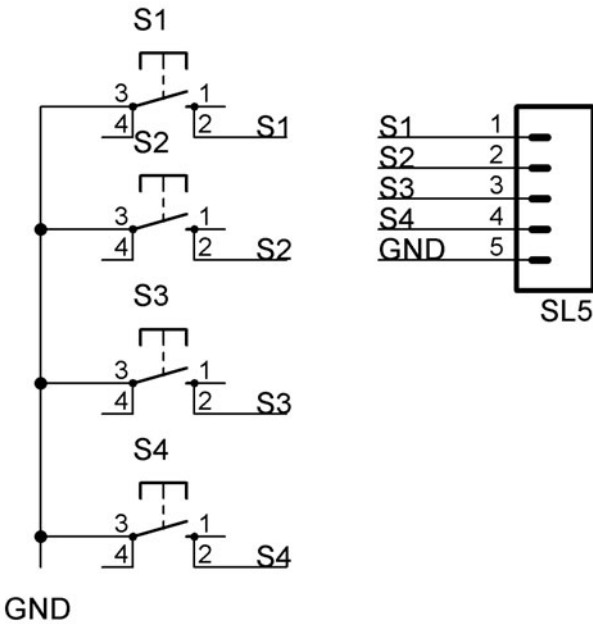 S1
3 1
4 2 S1
S2
3 1
4 2 S2
S3
3 1
4 2 S3
S4
3 1
4 2 S4
GND
S1 1
S2 2
S3 3
S4 4
GND 5
SL5